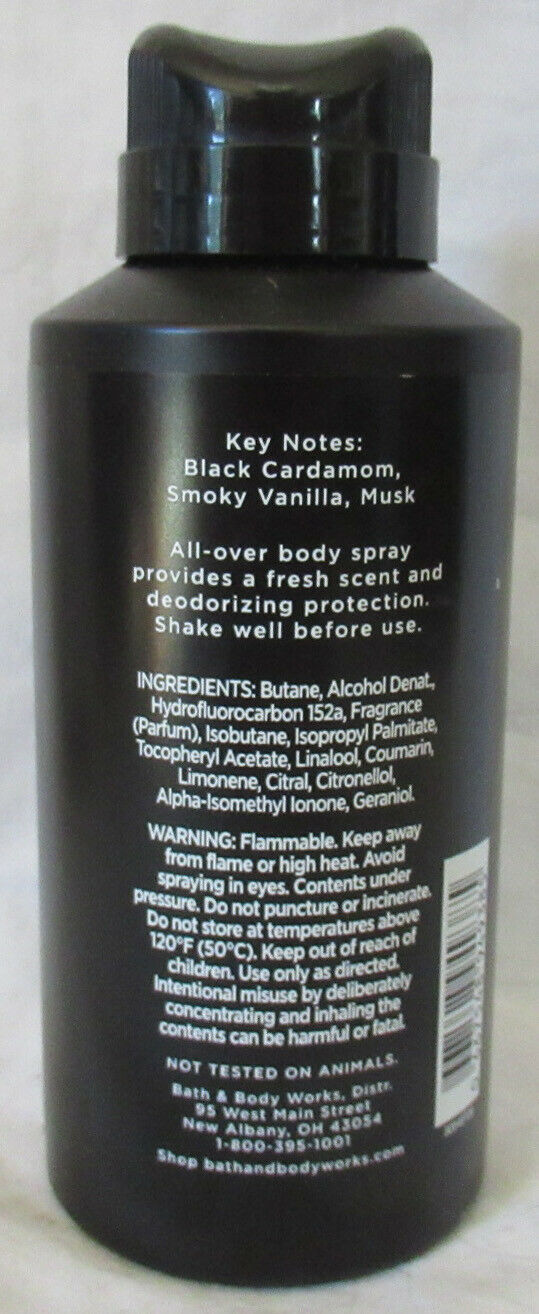 Key Notes:
Black Cardamom,
Smoky Vanilla, Musk
All-over body spray
provides a fresh scent and
deodorizing protection.
Shake well before use.
INGREDIENTS: Butane, Alcohol Denat.,
Hydrofluorocarbon 152a, Fragrance
(Parfum), Isobutane, Isopropyl Palmitate,
Tocopheryl Acetate, Linalool, Coumarin,
Limonene, Citral, Citronellol,
Alpha-Isomethyl Ionone, Geraniol.
WARNING: Flammable. Keep away
from flame or high heat. Avoid
spraying in eyes. Contents under
pressure. Do not puncture or incinerate.
Do not store at temperatures above
120°F (50°C). Keep out of reach of
children. Use only as directed.
Intentional misuse by deliberately
concentrating and inhaling the
contents can be harmful or fatal.
NOT TESTED ON ANIMALS.
Bath & Body Works, Distr.
95 West Main Street
New Albany, OH 43054
1-800-395-1001
Shop bathandbodyworks.com